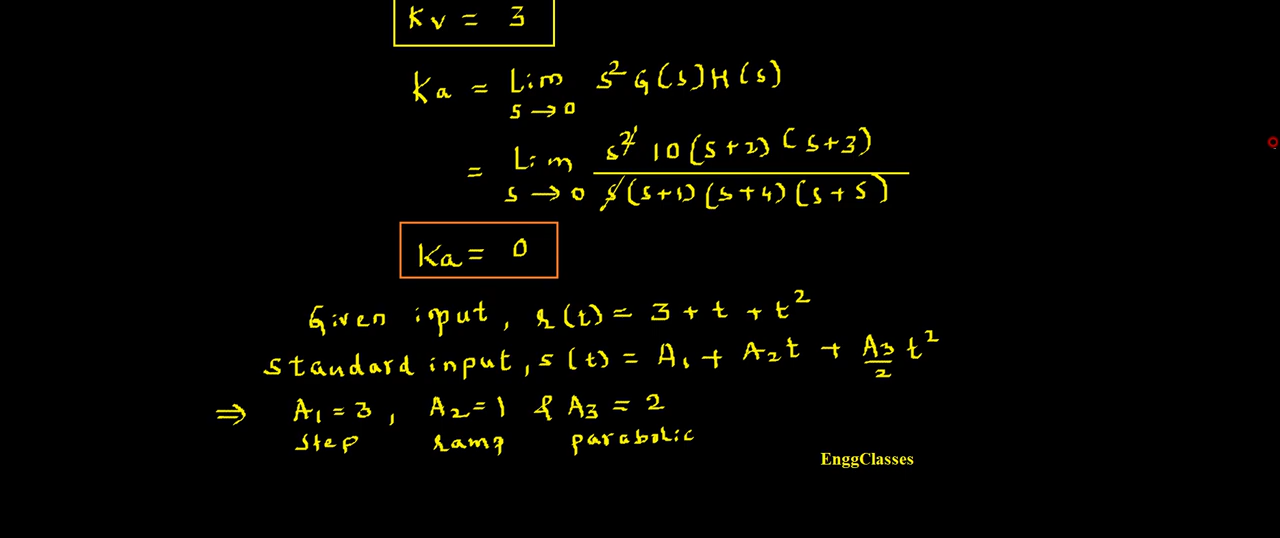 Kv = 3
Ka = Lim s² G(s)H(s)
s → 0
= Lim s² 10(s+2)(s+3)
s → 0 s(s+1)(s+4)(s+5)
Ka = 0
Given input, r(t) = 3 + t + t²
standard input, s(t) = A₁ + A₂t + A₃/2 t²
⇒ A₁ = 3, A₂ = 1 & A₃ = 2
step ramp parabolic
EnggClasses